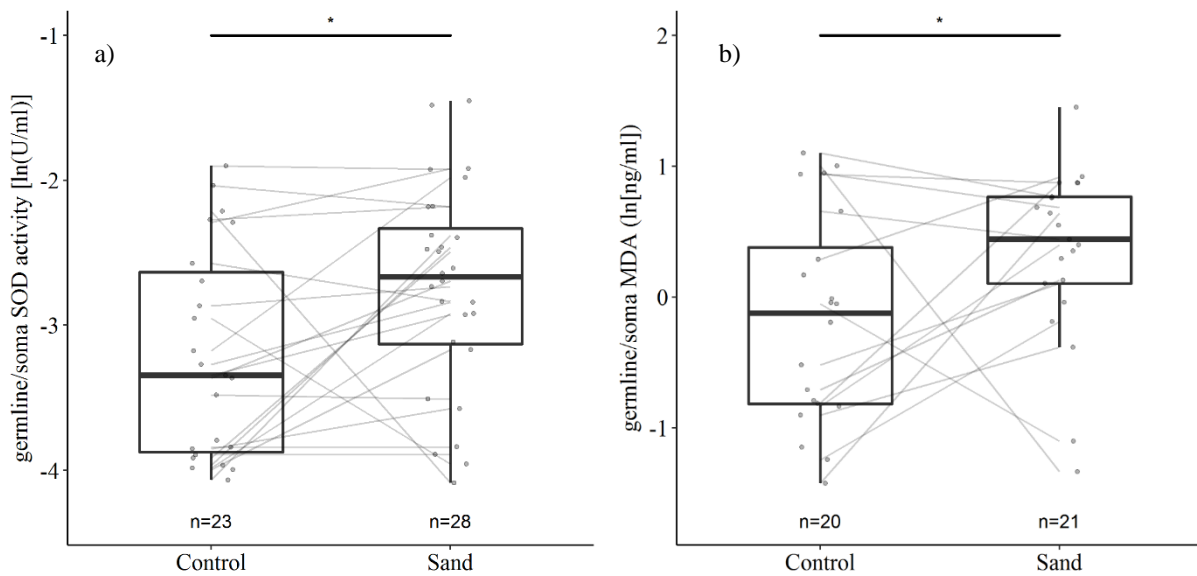 a)
*
germline/soma SOD activity [ln(U/ml)]
-1
-2
-3
-4
n=23
n=28
Control
Sand
b)
*
germline/soma MDA (ln[ng/ml])
2
1
0
-1
n=20
n=21
Control
Sand